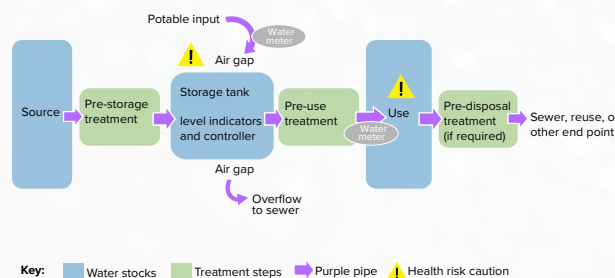 Potable input
Water
meter
Air gap
Source
Pre-storage
treatment
Storage tank
level indicators
and controller
Pre-use
treatment
Water
meter
Use
Pre-disposal
treatment
(if required)
Sewer, reuse, o
other end point
Air gap
Overflow
to sewer
Key:
Water stocks
Treatment steps
Purple pipe
Health risk caution